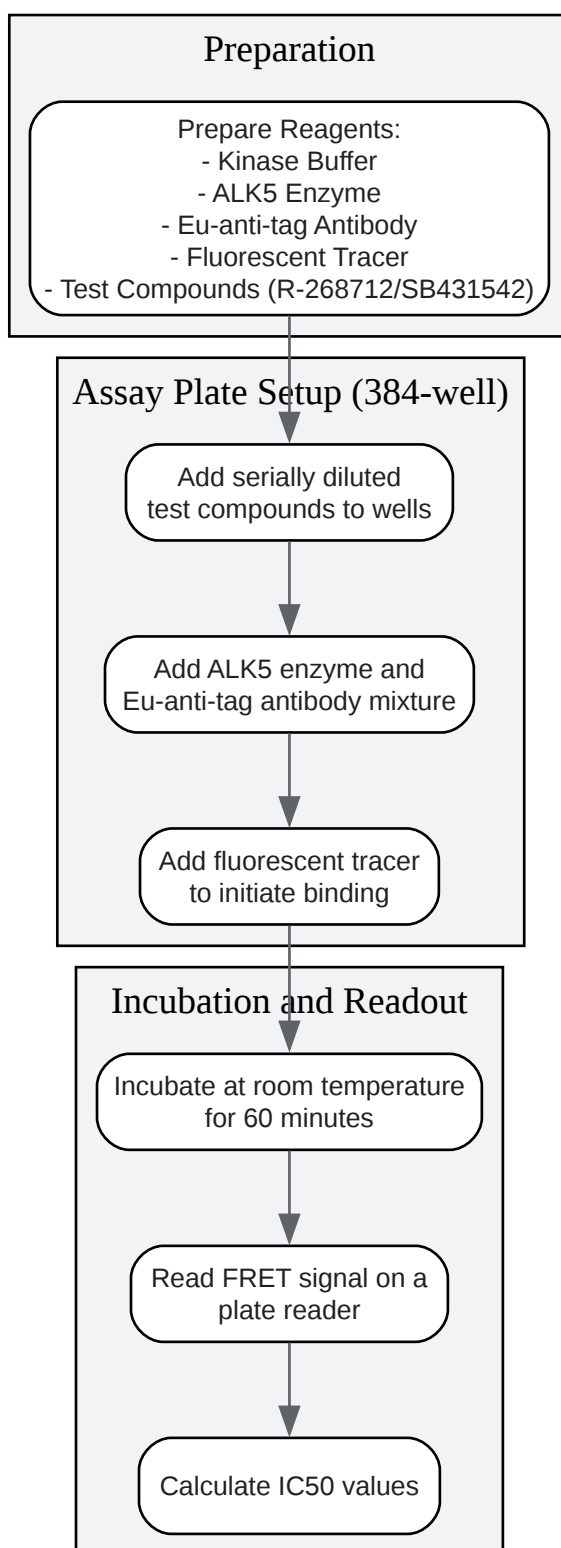 Preparation
Prepare Reagents:
- Kinase Buffer
- ALK5 Enzyme
- Eu-anti-tag Antibody
- Fluorescent Tracer
- Test Compounds (R-268712/SB431542)
Assay Plate Setup (384-well)
Add serially diluted
test compounds to wells
Add ALK5 enzyme and
Eu-anti-tag antibody mixture
Add fluorescent tracer
to initiate binding
Incubation and Readout
Incubate at room temperature
for 60 minutes
Read FRET signal on a
plate reader
Calculate IC50 values